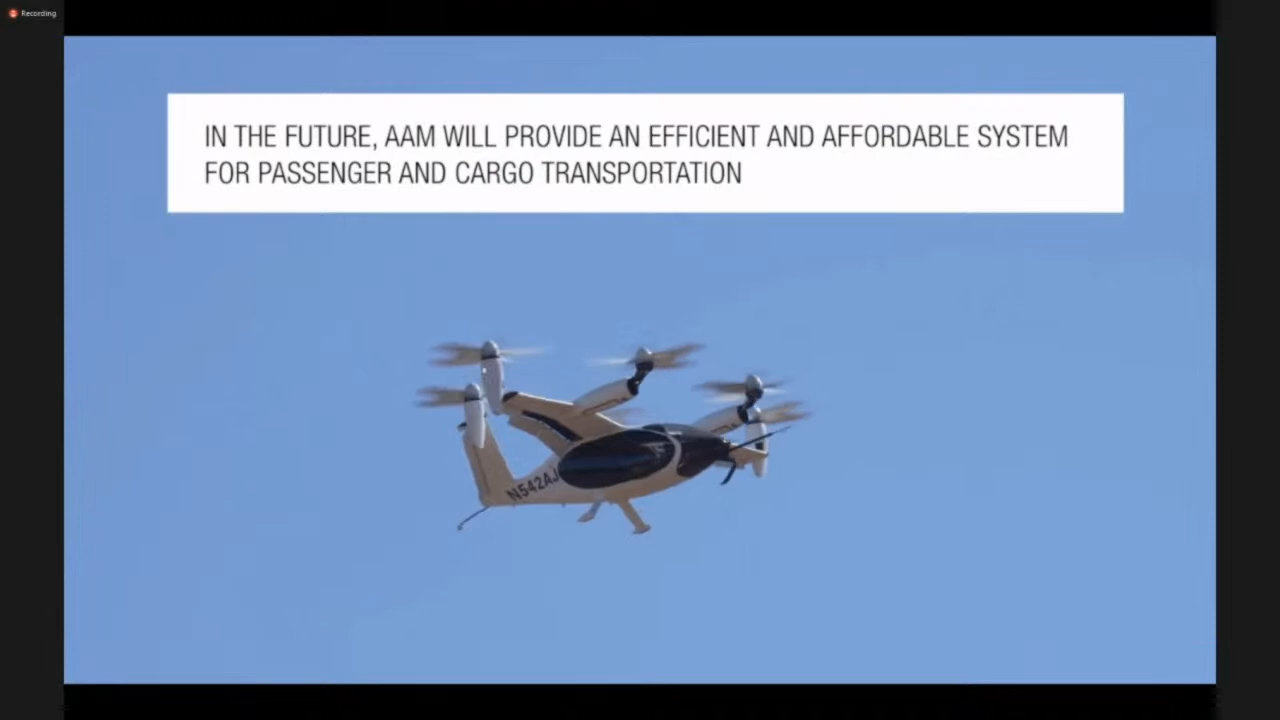 Recording
IN THE FUTURE, AAM WILL PROVIDE AN EFFICIENT AND AFFORDABLE SYSTEM
FOR PASSENGER AND CARGO TRANSPORTATION
N542AJ